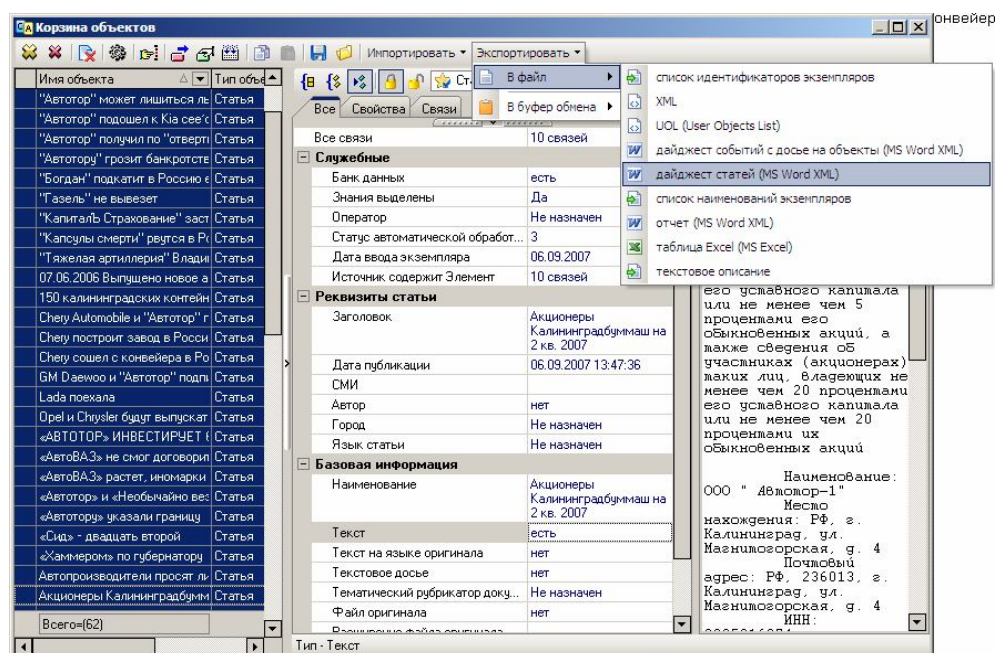 Корзина объектов
онвейер
Импортировать
Экспортировать
В файл
В буфер обмена
список идентификаторов экземпляров
XML
UOL (User Objects List)
дайджест событий с досье на объекты (MS Word XML)
дайджест статей (MS Word XML)
список наименований экземпляров
отчет (MS Word XML)
таблица Excel (MS Excel)
текстовое описание
Имя объекта Тип объе
"Автотор" может лишиться ль Статья
"Автотор" подошел к Kia cee'd Статья
"Автотор" получил по "отверт Статья
"Автотору" грозит банкротств Статья
"Богдан" подкатит в Россию е Статья
"Газель" не вывезет Статья
"КапиталЪ Страхование" заст Статья
"Капсулы смерти" рвутся в Ро Статья
"Тяжелая артиллерия" Влади Статья
07.06.2006 Выпущено новое а Статья
150 калининградских контейн Статья
Chery Automobile и "Автотор" г Статья
Chery построит завод в Росси Статья
Chery сошел с конвейера в Ро Статья
GM Daewoo и "Автотор" подпи Статья
Lada поехала Статья
Opel и Chrysler будут выпускат Статья
«АВТОТОР» ИНВЕСТИРУЕТ Статья
«АвтоВАЗ» не смог договори Статья
«АвтоВАЗ» растет, иномарки Статья
«Автотор» и «Необычайно вез Статья
«Автотору» указали границу Статья
«Сид» - двадцать второй Статья
«Хаммером» по губернатору Статья
Автопроизводители просят ли Статья
Акционеры Калининградбумм Статья
Всего=(62)
Ст
Все Свойства Связи
Все связи 10 связей
Служебные
Банк данных есть
Знания выделены Да
Оператор Не назначен
Статус автоматической обработ... 3
Дата ввода экземпляра 06.09.2007
Источник содержит Элемент 10 связей
Реквизиты статьи
Заголовок Акционеры
Калининградбуммаш на
2 кв. 2007
Дата публикации 06.09.2007 13:47:36
СМИ
Автор нет
Город Не назначен
Язык статьи Не назначен
Базовая информация
Наименование Акционеры
Калининградбуммаш на
2 кв. 2007
Текст есть
Текст на языке оригинала нет
Текстовое досье нет
Тематический рубрикатор доку... Не назначен
Файл оригинала нет
Тип - Текст
его уставного капитала
или не менее чем 5
процентами его
обыкновенных акций, а
также сведения об
участниках (акционерах)
таких лиц, владеющих не
менее чем 20 процентами
его уставного капитала
или не менее чем 20
процентами их
обыкновенных акций
Наименование:
ООО " Автотор-1"
Место
нахождения: РФ, г.
Калининград, ул.
Магнитогорская, д. 4
Почтовый
адрес: РФ, 236013, г.
Калининград, ул.
Магнитогорская, д. 4
ИНН: